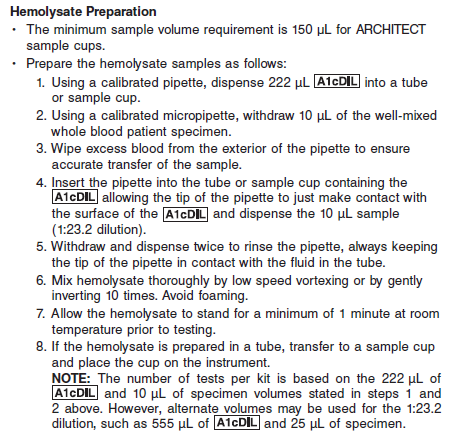 Hemolysate Preparation
• The minimum sample volume requirement is 150 µL for ARCHITECT
sample cups.
• Prepare the hemolysate samples as follows:
1. Using a calibrated pipette, dispense 222 µL A1cDIL into a tube
or sample cup.
2. Using a calibrated micropipette, withdraw 10 µL of the well-mixed
whole blood patient specimen.
3. Wipe excess blood from the exterior of the pipette to ensure
accurate transfer of the sample.
4. Insert the pipette into the tube or sample cup containing the
A1cDIL allowing the tip of the pipette to just make contact with
the surface of the A1cDIL and dispense the 10 µL sample
(1:23.2 dilution).
5. Withdraw and dispense twice to rinse the pipette, always keeping
the tip of the pipette in contact with the fluid in the tube.
6. Mix hemolysate thoroughly by low speed vortexing or by gently
inverting 10 times. Avoid foaming.
7. Allow the hemolysate to stand for a minimum of 1 minute at room
temperature prior to testing.
8. If the hemolysate is prepared in a tube, transfer to a sample cup
and place the cup on the instrument.
NOTE: The number of tests per kit is based on the 222 µL of
A1cDIL and 10 µL of specimen volumes stated in steps 1 and
2 above. However, alternate volumes may be used for the 1:23.2
dilution, such as 555 µL of A1cDIL and 25 µL of specimen.